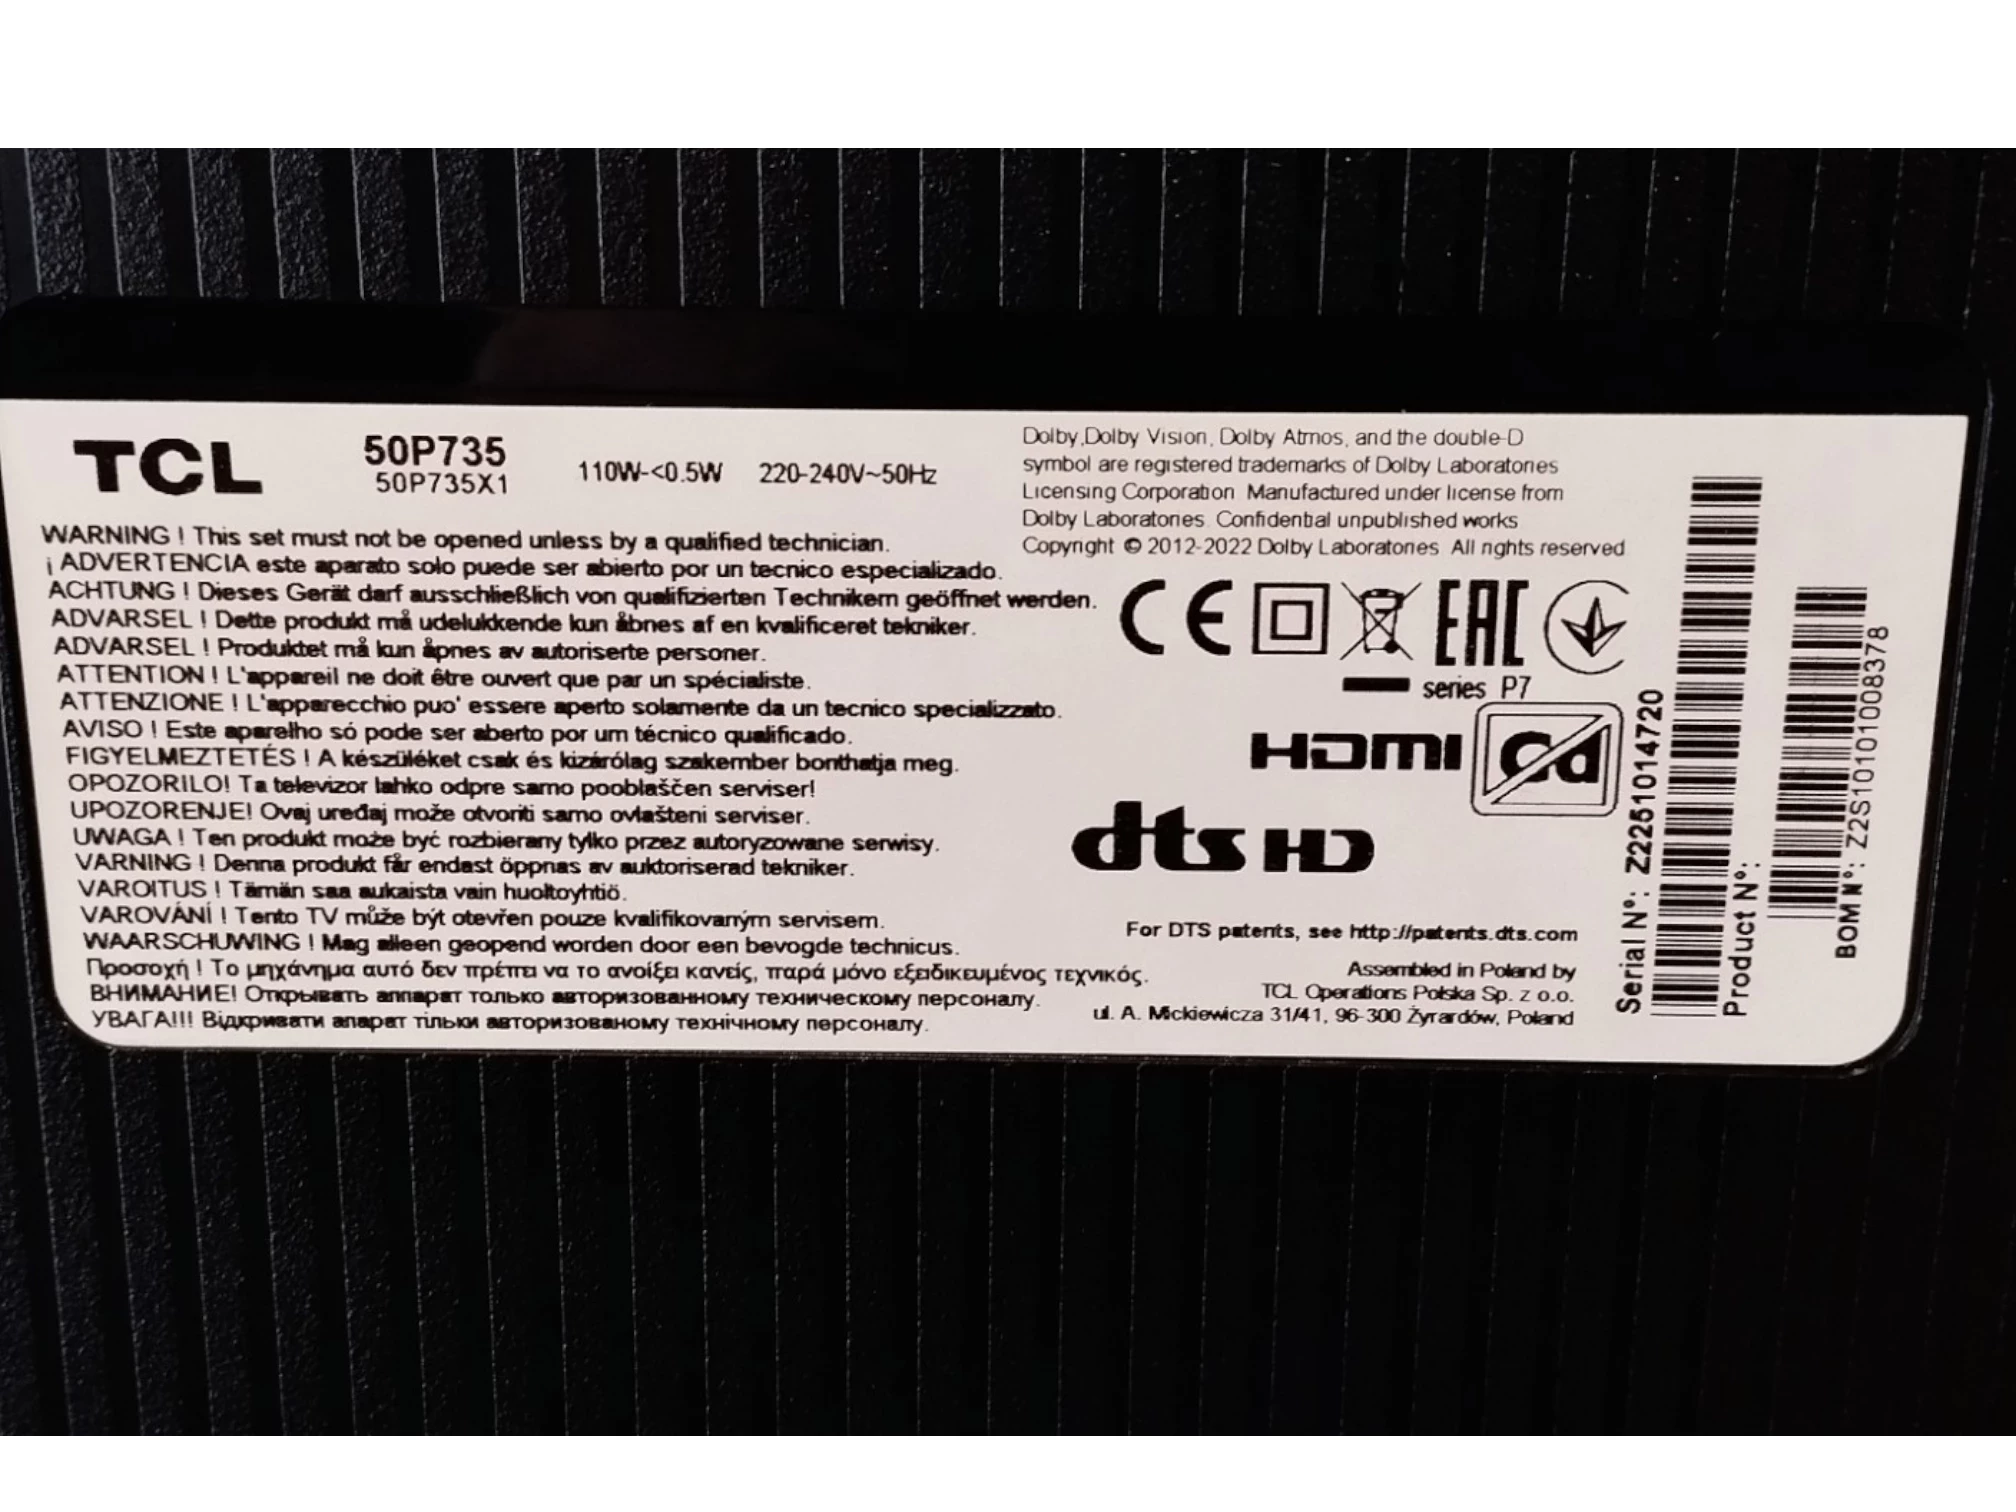 TCL
50P735
50P735X1
110W-<0.5W 220-240V~50Hz
WARNING ! This set must not be opened unless by a qualified technician.
¡ ADVERTENCIA este aparato solo puede ser abierto por un tecnico especializado.
ACHTUNG ! Dieses Gerät darf ausschließlich von qualifizierten Technikern geöffnet werden.
ADVARSEL ! Dette produkt må udelukkende kun åbnes af en kvalificeret tekniker.
ADVARSEL ! Produktet må kun åpnes av autoriserte personer.
ATTENTION ! L'appareil ne doit être ouvert que par un spécialiste.
ATTENZIONE ! L'apparecchio puo' essere aperto solamente da un tecnico specializzato.
AVISO ! Este aparelho só pode ser aberto por um técnico qualificado.
FIGYELMEZTETÉS ! A készüléket csak és kizárólag szakember bonthatja meg.
OPOZORILO! Ta televizor lahko odpre samo pooblaščen serviser!
UPOZORENJE! Ovaj uređaj može otvoriti samo ovlašteni serviser.
UWAGA ! Ten produkt może być rozbierany tylko przez autoryzowane serwisy.
VARNING ! Denna produkt får endast öppnas av auktoriserad tekniker.
VAROITUS ! Tämän saa aukaista vain huoltoyhtiö.
VAROVÁNÍ ! Tento TV může být otevřen pouze kvalifikovaným servisem.
WAARSCHUWING ! Mag alleen geopend worden door een bevogde technicus.
Προσοχή ! Το μηχάνημα αυτό δεν πρέπει να το ανοίξει κανείς, παρά μόνο εξειδικευμένος τεχνικός.
ВНИМАНИЕ! Открывать аппарат только авторизованному техническому персоналу.
УВАГА!!! Відкривати апарат тільки авторизованому технічному персоналу.
Dolby,Dolby Vision, Dolby Atmos, and the double-D
symbol are registered trademarks of Dolby Laboratories
Licensing Corporation Manufactured under license from
Dolby Laboratories. Confidential unpublished works
Copyright © 2012-2022 Dolby Laboratories All rights reserved
CE EAC
series P7
HDMI Cd
dts HD
For DTS patents, see http://patents.dts.com
Assembled in Poland by
TCL Operations Polska Sp. z o.o.
ul. A. Mickiewicza 31/41, 96-300 Żyrardów, Poland
Serial N°: Z225101014720
Product N°:
BOM N°: Z2S10101008378